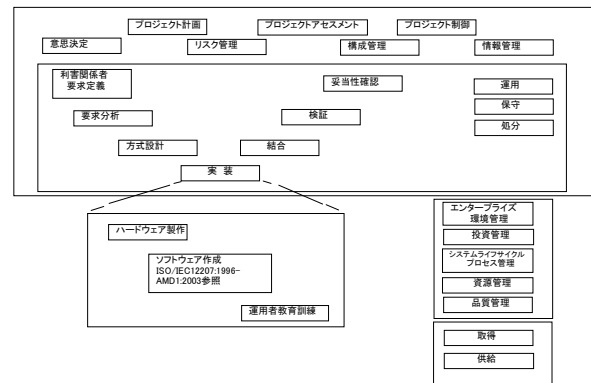 プロジェクト計画
プロジェクトアセスメント
プロジェクト制御
意思決定
リスク管理
構成管理
情報管理
利害関係者
要求定義
妥当性確認
運用
要求分析
検証
保守
処分
方式設計
結合
実 装
ハードウェア製作
ソフトウェア作成
ISO/IEC12207:1996-
AMD1:2003参照
運用者教育訓練
エンタープライズ
環境管理
投資管理
システムライフサイクル
プロセス管理
資源管理
品質管理
取得
供給